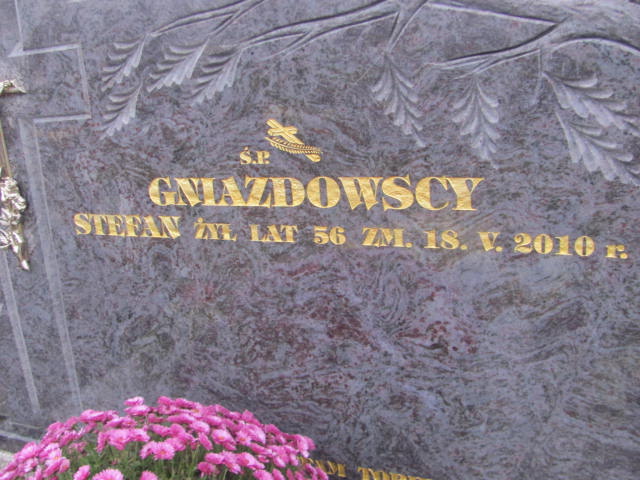 Ś.P.
GNIAZDOWSCY
STEFAN ŻYŁ LAT 56 ZM. 18. V. 2010 r.